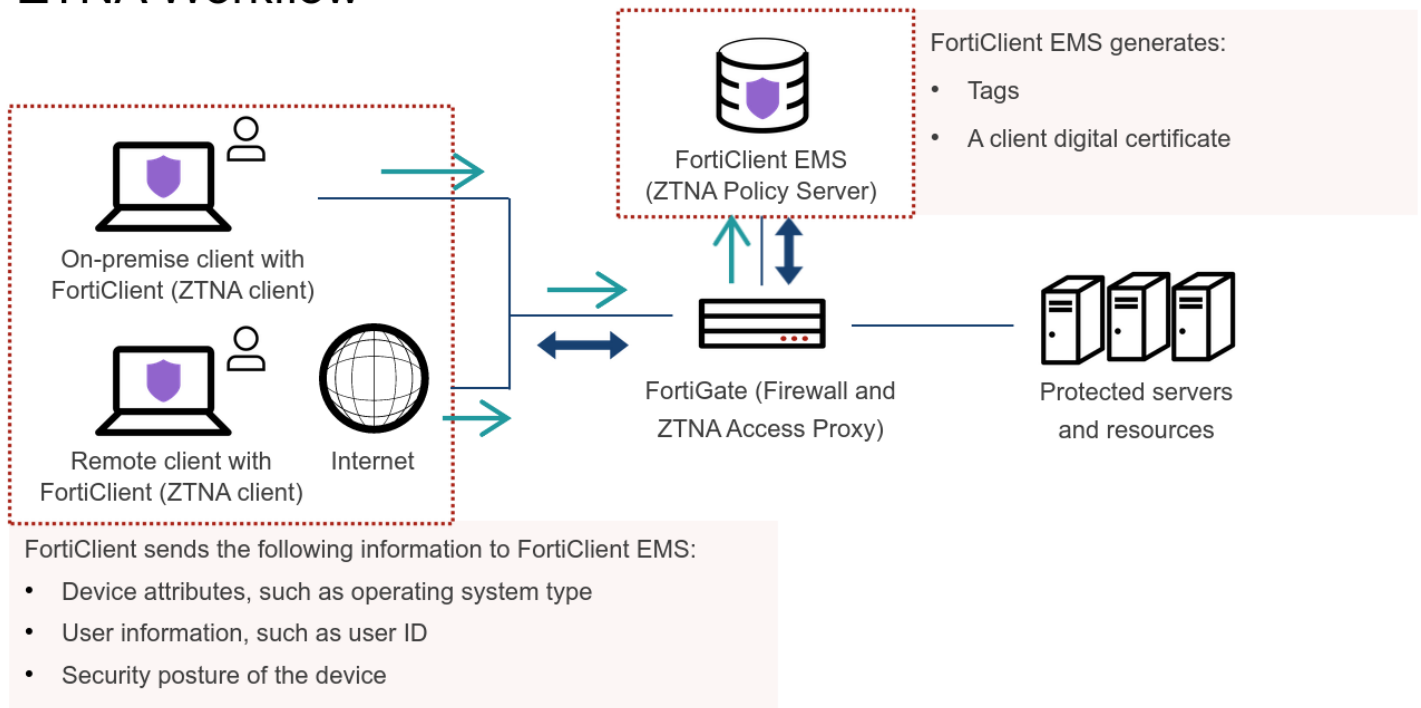 ZTNA Workflow
FortiClient EMS generates:
• Tags
• A client digital certificate
FortiClient EMS
(ZTNA Policy Server)
On-premise client with
FortiClient (ZTNA client)
Remote client with
FortiClient (ZTNA client)
Internet
FortiGate (Firewall and
ZTNA Access Proxy)
Protected servers
and resources
FortiClient sends the following information to FortiClient EMS:
• Device attributes, such as operating system type
• User information, such as user ID
• Security posture of the device